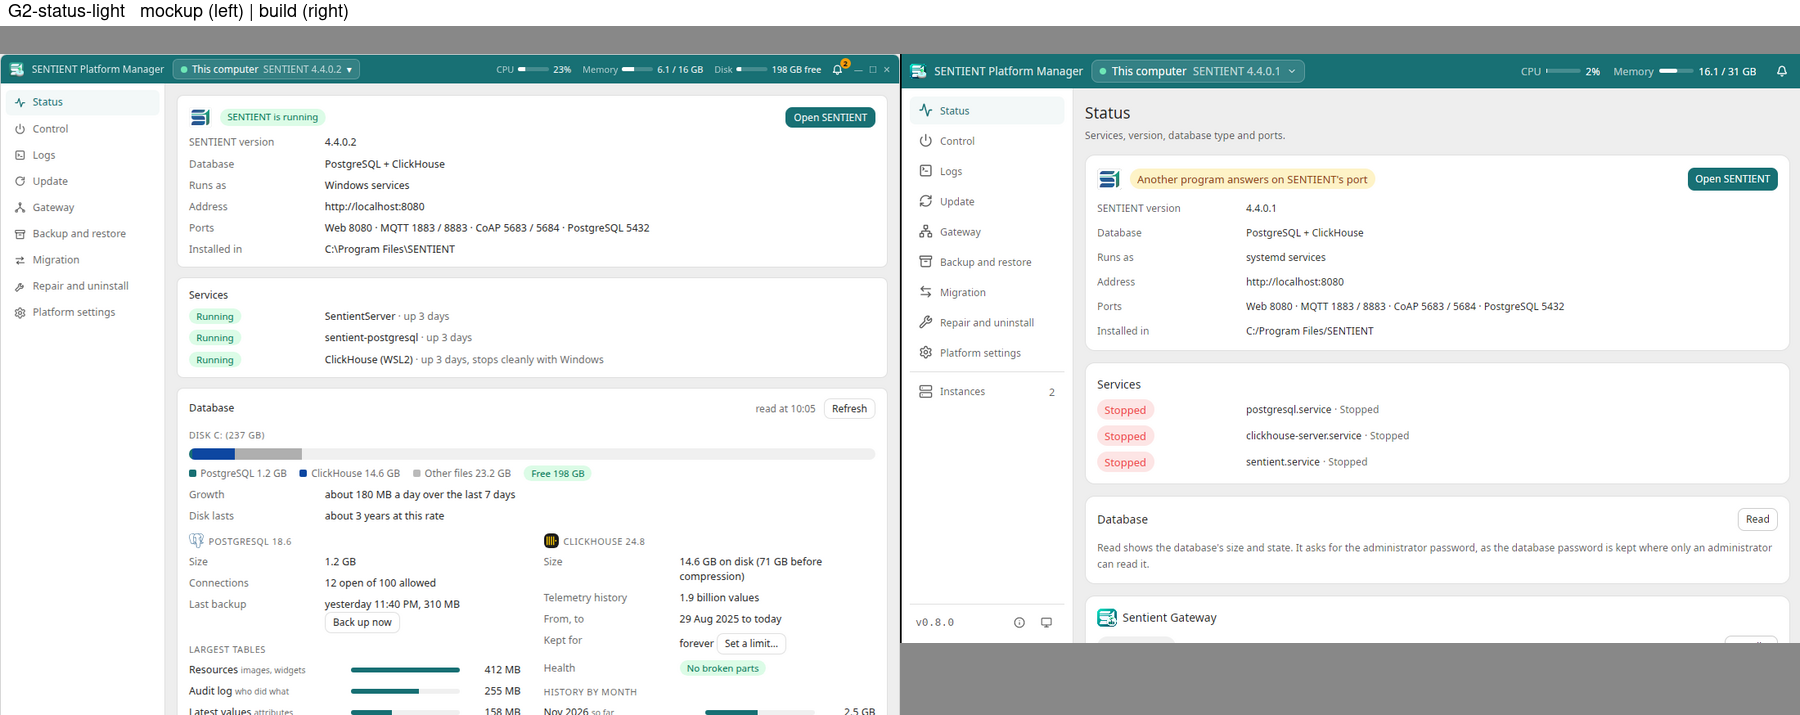 G2-status-light mockup (left) | build (right)
SENTIENT Platform Manager
This computer SENTIENT 4.4.0.2 ▾
CPU 23% Memory 6.1 / 16 GB Disk 198 GB free 2
Status
Control
Logs
Update
Gateway
Backup and restore
Migration
Repair and uninstall
Platform settings
SENTIENT is running
Open SENTIENT
SENTIENT version 4.4.0.2
Database PostgreSQL + ClickHouse
Runs as Windows services
Address http://localhost:8080
Ports Web 8080 · MQTT 1883 / 8883 · CoAP 5683 / 5684 · PostgreSQL 5432
Installed in C:\Program Files\SENTIENT
Services
Running SentientServer · up 3 days
Running sentient-postgresql · up 3 days
Running ClickHouse (WSL2) · up 3 days, stops cleanly with Windows
Database read at 10:05 Refresh
DISK C: (237 GB)
PostgreSQL 1.2 GB ClickHouse 14.6 GB Other files 23.2 GB Free 198 GB
Growth about 180 MB a day over the last 7 days
Disk lasts about 3 years at this rate
POSTGRESQL 18.6
Size 1.2 GB
Connections 12 open of 100 allowed
Last backup yesterday 11:40 PM, 310 MB
Back up now
LARGEST TABLES
Resources images, widgets 412 MB
Audit log who did what 255 MB
Latest values attributes 158 MB
CLICKHOUSE 24.8
Size 14.6 GB on disk (71 GB before
compression)
Telemetry history 1.9 billion values
From, to 29 Aug 2025 to today
Kept for forever Set a limit...
Health No broken parts
HISTORY BY MONTH
Nov 2026 so far 2.5 GB
SENTIENT Platform Manager
This computer SENTIENT 4.4.0.1
CPU 2% Memory 16.1 / 31 GB
Status
Control
Logs
Update
Gateway
Backup and restore
Migration
Repair and uninstall
Platform settings
Instances 2
v0.8.0
Status
Services, version, database type and ports.
Another program answers on SENTIENT's port
Open SENTIENT
SENTIENT version 4.4.0.1
Database PostgreSQL + ClickHouse
Runs as systemd services
Address http://localhost:8080
Ports Web 8080 · MQTT 1883 / 8883 · CoAP 5683 / 5684 · PostgreSQL 5432
Installed in C:/Program Files/SENTIENT
Services
Stopped postgresql.service · Stopped
Stopped clickhouse-server.service · Stopped
Stopped sentient.service · Stopped
Database Read
Read shows the database's size and state. It asks for the administrator password, as the database password is kept where only an administrator
can read it.
Sentient Gateway